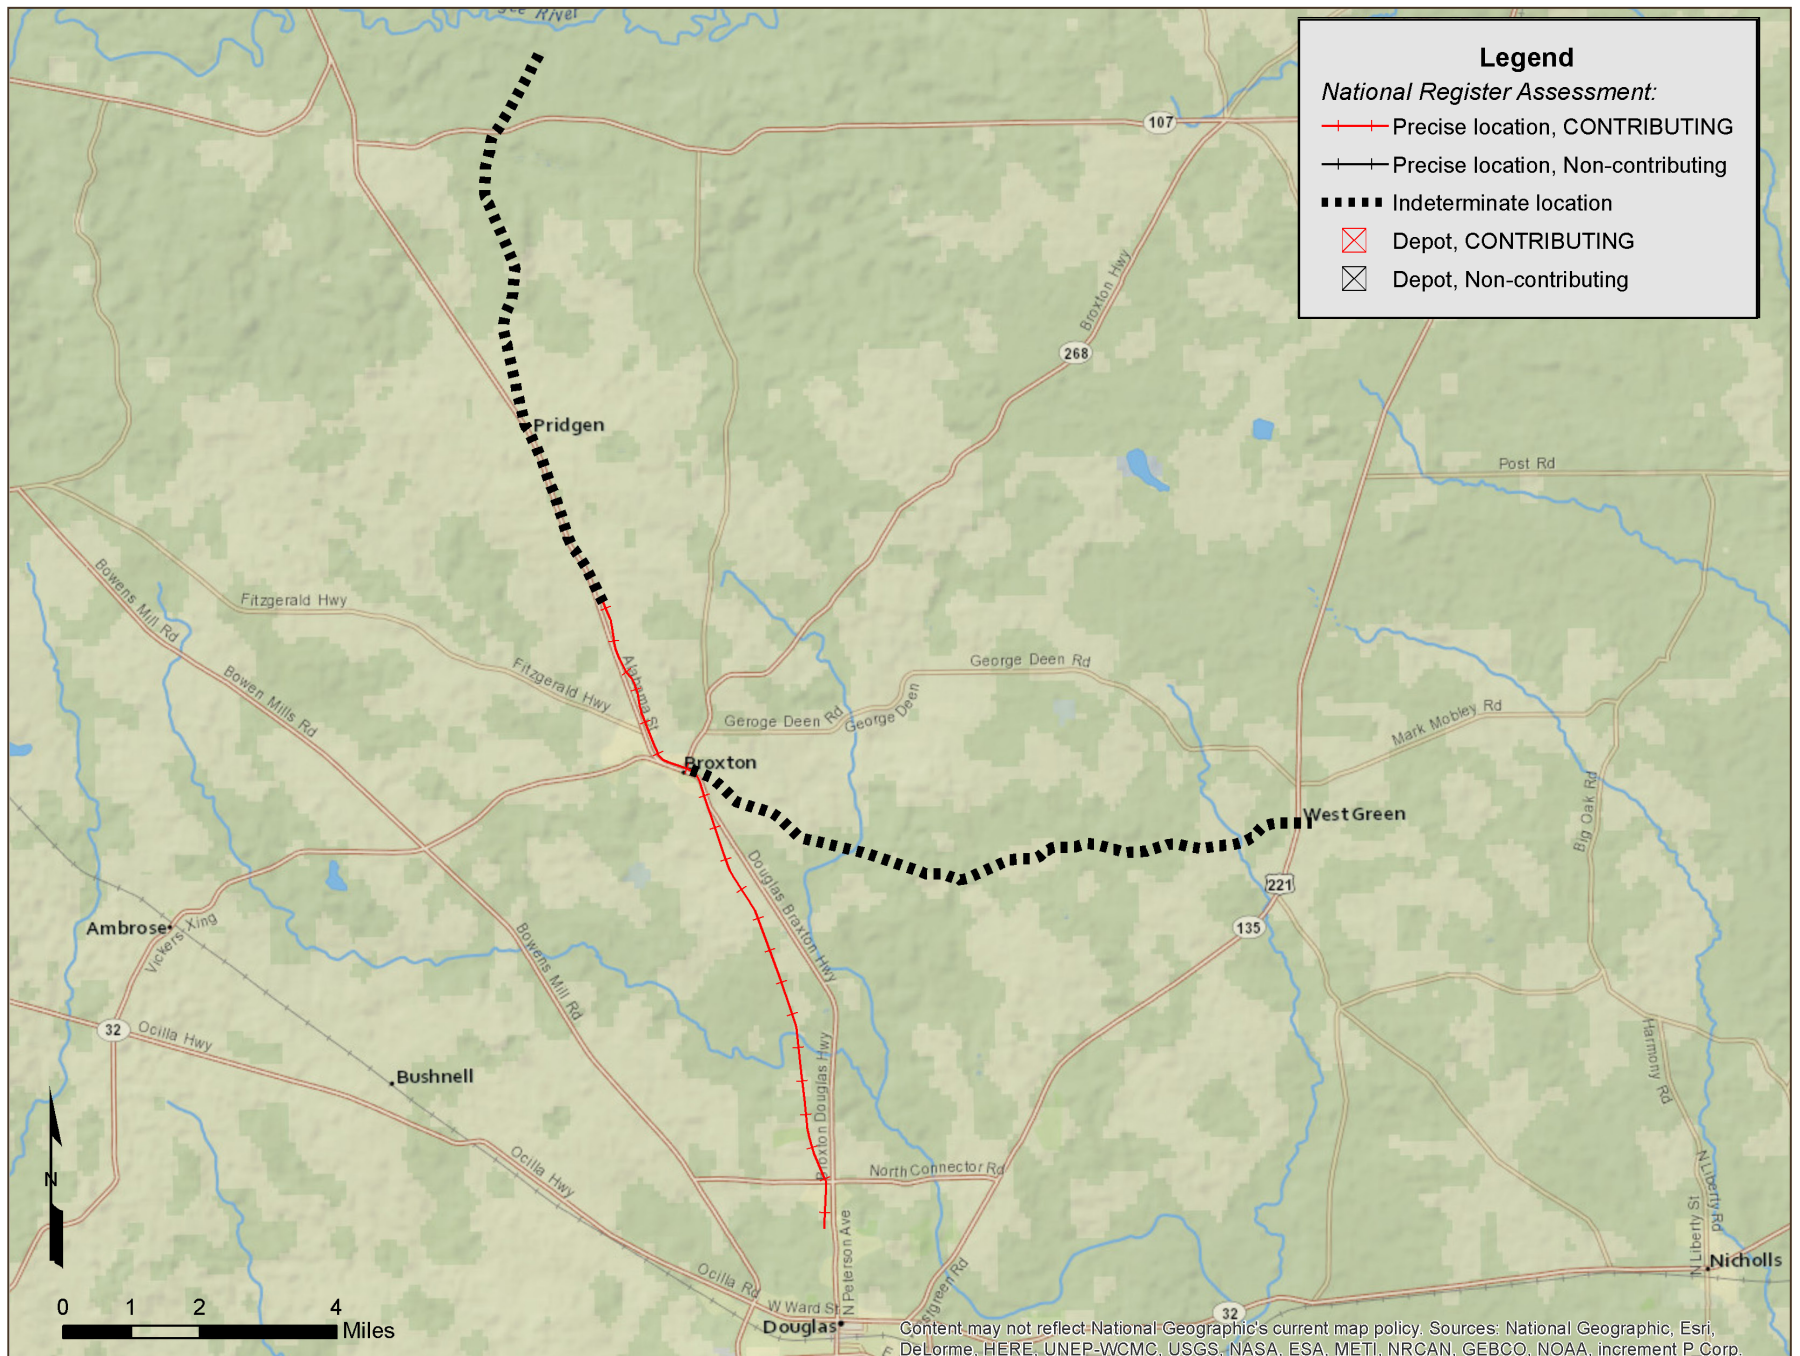 River
Legend
National Register Assessment:
Precise location, CONTRIBUTING
Precise location, Non-contributing
Indeterminate location
Depot, CONTRIBUTING
Depot, Non-contributing
107
Broxton Hwy
268
Pridgen
Post Rd
Bowens Mill Rd
Fitzgerald Hwy
Fitzgerald Hwy
Alabama St
Bowen Mills Rd
George Deen Rd
Geroge Deen Rd
George Deen
Mark Mobley Rd
Broxton
West Green
Big Oak Rd
Douglas Braxton Hwy
221
135
Ambrose
Vickers Xing
Bowens Mill Rd
32
Ocilla Hwy
Harmony Rd
Broxton Douglas Hwy
Bushnell
N
Ocilla Hwy
North Connector Rd
N Liberty Rd
N Liberty St
N Peterson Ave
Nicholls
Ocilla Rd
W Ward St
32
Douglas
0 1 2 4
Miles
Content may not reflect National Geographic's current map policy. Sources: National Geographic, Esri,
DeLorme, HERE, UNEP-WCMC, USGS, NASA, ESA, METI, NRCAN, GEBCO, NOAA, increment P Corp.